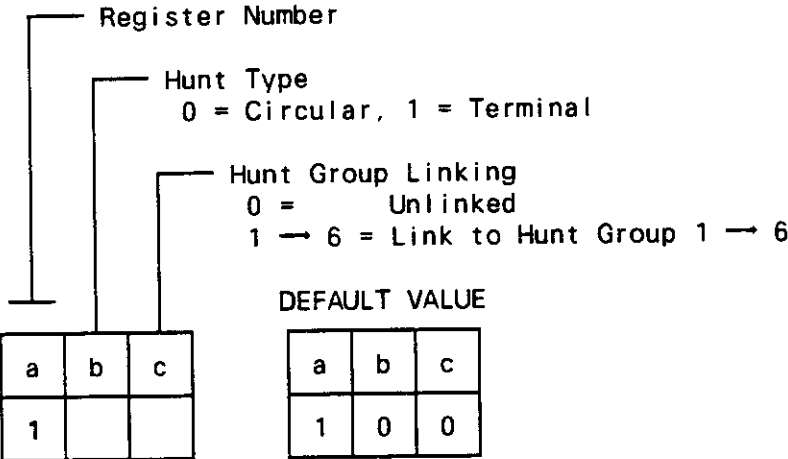 Register Number
Hunt Type
0 = Circular, 1 = Terminal
Hunt Group Linking
0 = Unlinked
1 → 6 = Link to Hunt Group 1 → 6
DEFAULT VALUE
a b c
1
a b c
1 0 0